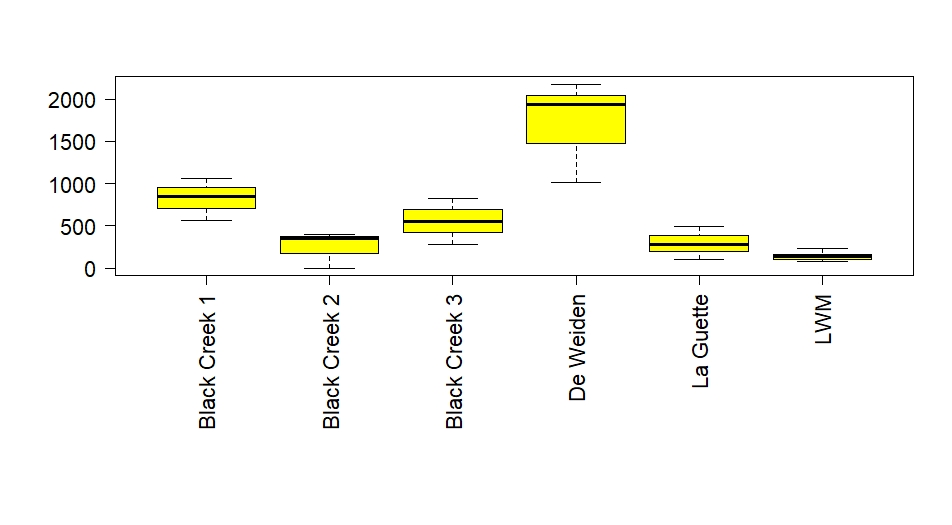 2000
1500
1000
500
0
Black Creek 1
Black Creek 2
Black Creek 3
De Weiden
La Guette
LWM